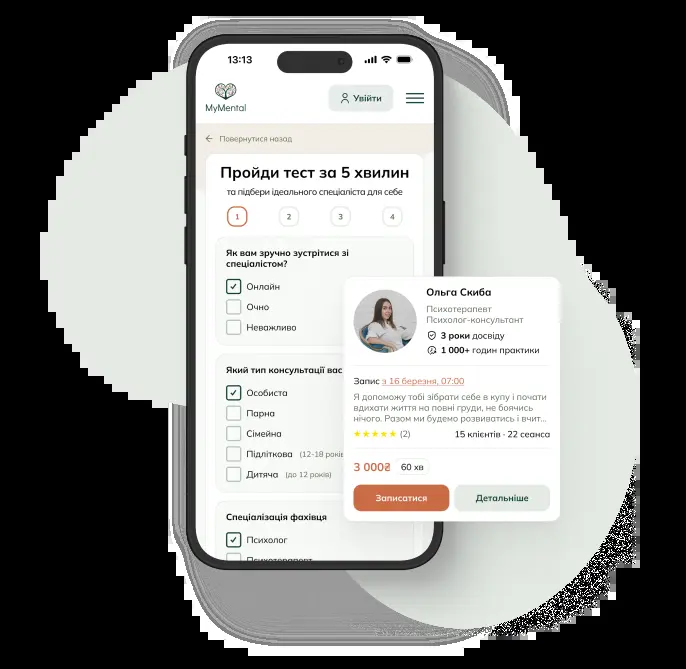 13:13
MyMental
Увійти
Повернутися назад
Пройди тест за 5 хвилин
та підбери ідеального спеціаліста для себе
1 2 3 4
Як вам зручно зустрітися зі
спеціалістом?
Онлайн
Очно
Неважливо
Який тип консультації вас
Особиста
Парна
Сімейна
Підліткова (12-18 років
Дитяча (до 12 років)
Спеціалізація фахівця
Психолог
Психотерапевт
Ольга Скиба
Психотерапевт
Психолог-консультант
3 роки досвіду
1 000+ годин практики
Запис з 16 березня, 07:00
Я допоможу тобі зібрати себе в купу і почати
вдихати життя на повні груди, не боячись
нічого. Разом ми будемо розвиватись і вчит...
(2)
15 клієнтів · 22 сеанса
3 000₴ 60 хв
Записатися
Детальніше